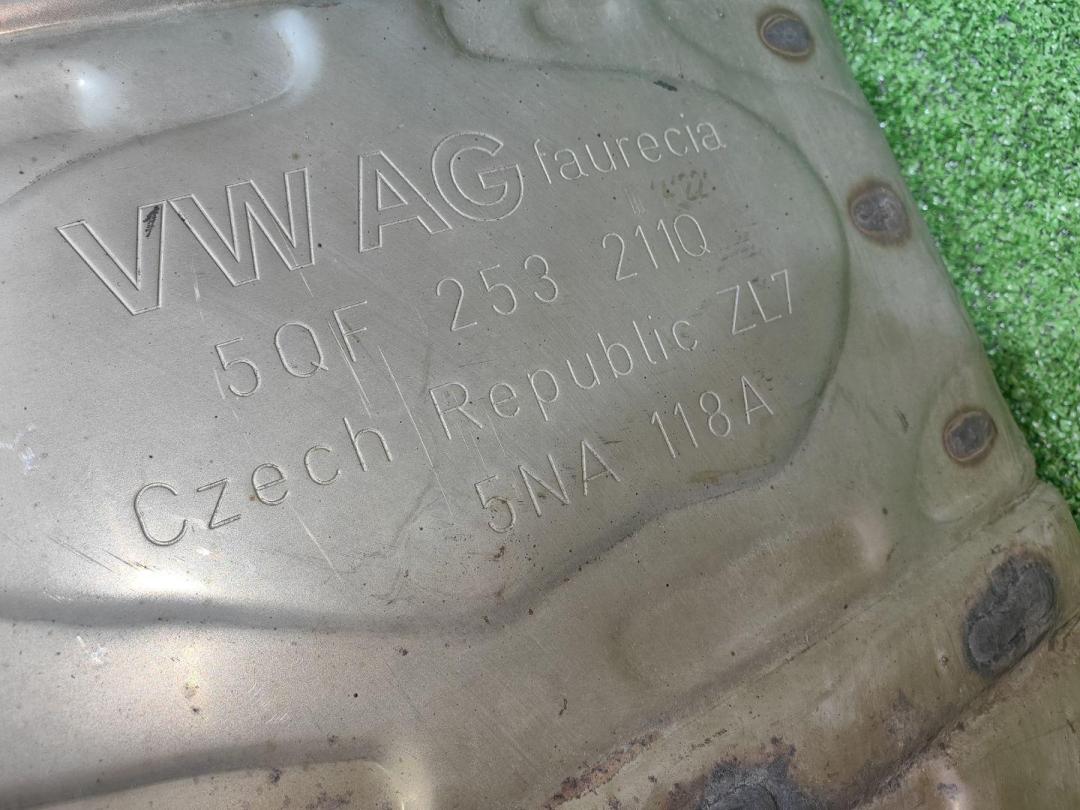 VW AG faurecia
5QF 253 211Q
Czech Republic ZL7
5NA 118A